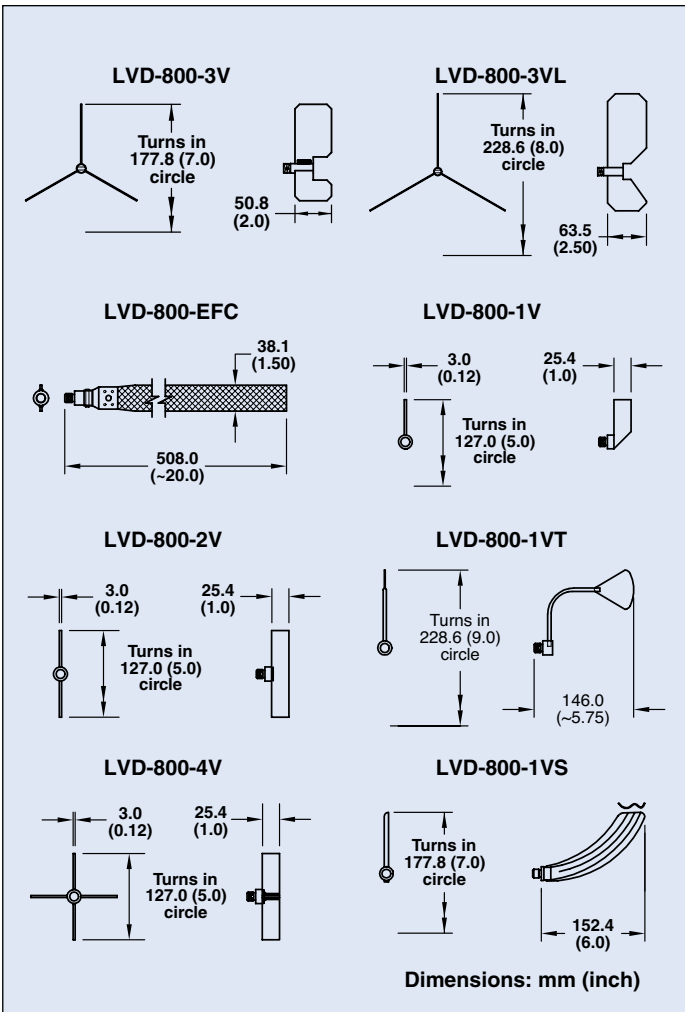 LVD-800-3V
Turns in
177.8 (7.0)
circle
50.8
(2.0)
LVD-800-3VL
Turns in
228.6 (8.0)
circle
63.5
(2.50)
LVD-800-EFC
38.1
(1.50)
508.0
(~20.0)
LVD-800-1V
3.0
(0.12)
Turns in
127.0 (5.0)
circle
25.4
(1.0)
LVD-800-2V
3.0
(0.12)
Turns in
127.0 (5.0)
circle
25.4
(1.0)
LVD-800-1VT
Turns in
228.6 (9.0)
circle
146.0
(~5.75)
LVD-800-4V
3.0
(0.12)
Turns in
127.0 (5.0)
circle
25.4
(1.0)
LVD-800-1VS
Turns in
177.8 (7.0)
circle
152.4
(6.0)
Dimensions: mm (inch)